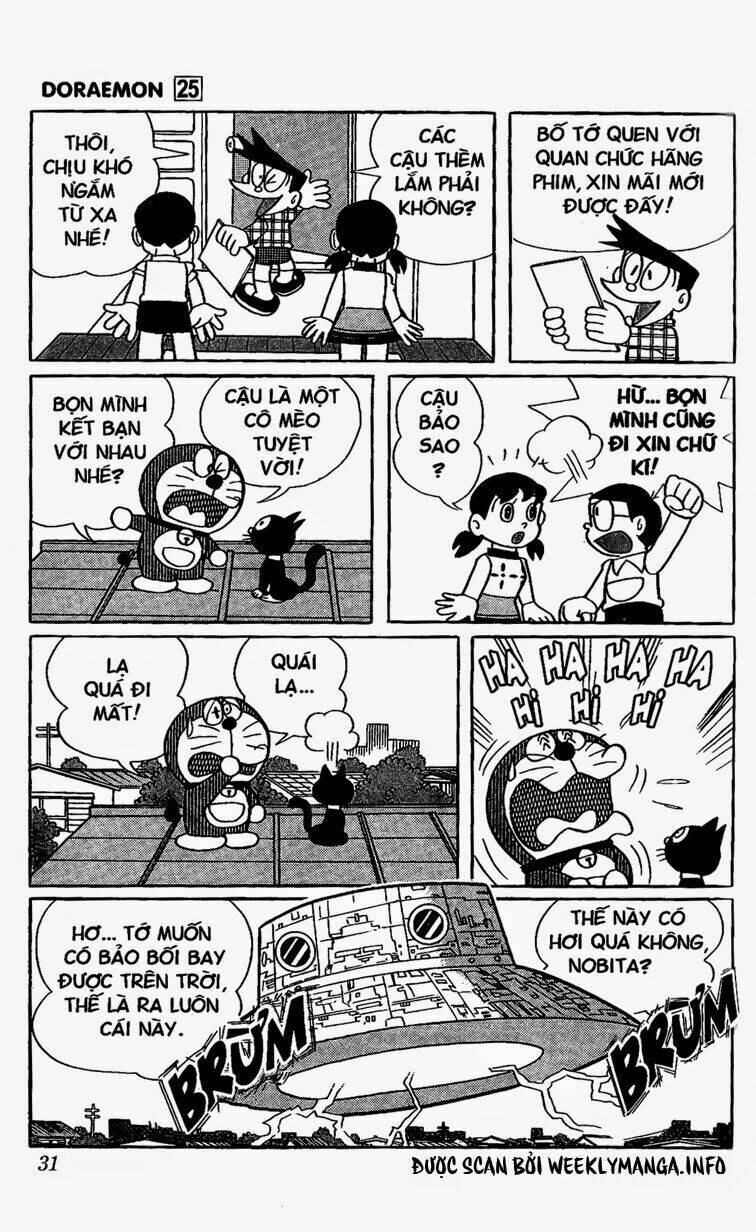 DORAEMON 25
BỐ TỚ QUEN VỚI
QUAN CHỨC HÃNG
PHIM, XIN MÃI MỚI
ĐƯỢC ĐẤY!
CÁC
CẬU THÈM
LẮM PHẢI
KHÔNG?
THÔI,
CHỊU KHÓ
NGẮM
TỪ XA
NHÉ!
HỪ... BỌN
MÌNH CŨNG
ĐI XIN CHỮ
KÍ!
CẬU
BẢO
SAO
?
CẬU LÀ MỘT
CÔ MÈO
TUYỆT
VỜI!
BỌN MÌNH
KẾT BẠN
VỚI NHAU
NHÉ?
HA HA HA HA
HI HI HI
QUÁI
LẠ...
LẠ
QUÁ ĐI
MẤT!
THẾ NÀY CÓ
HƠI QUÁ KHÔNG,
NOBITA?
HƠ... TỚ MUỐN
CÓ BẢO BỐI BAY
ĐƯỢC TRÊN TRỜI,
THẾ LÀ RA LUÔN
CÁI NÀY.
BRỪM
BRỪM
31
ĐƯỢC SCAN BỞI WEEKLYMANGA.INFO